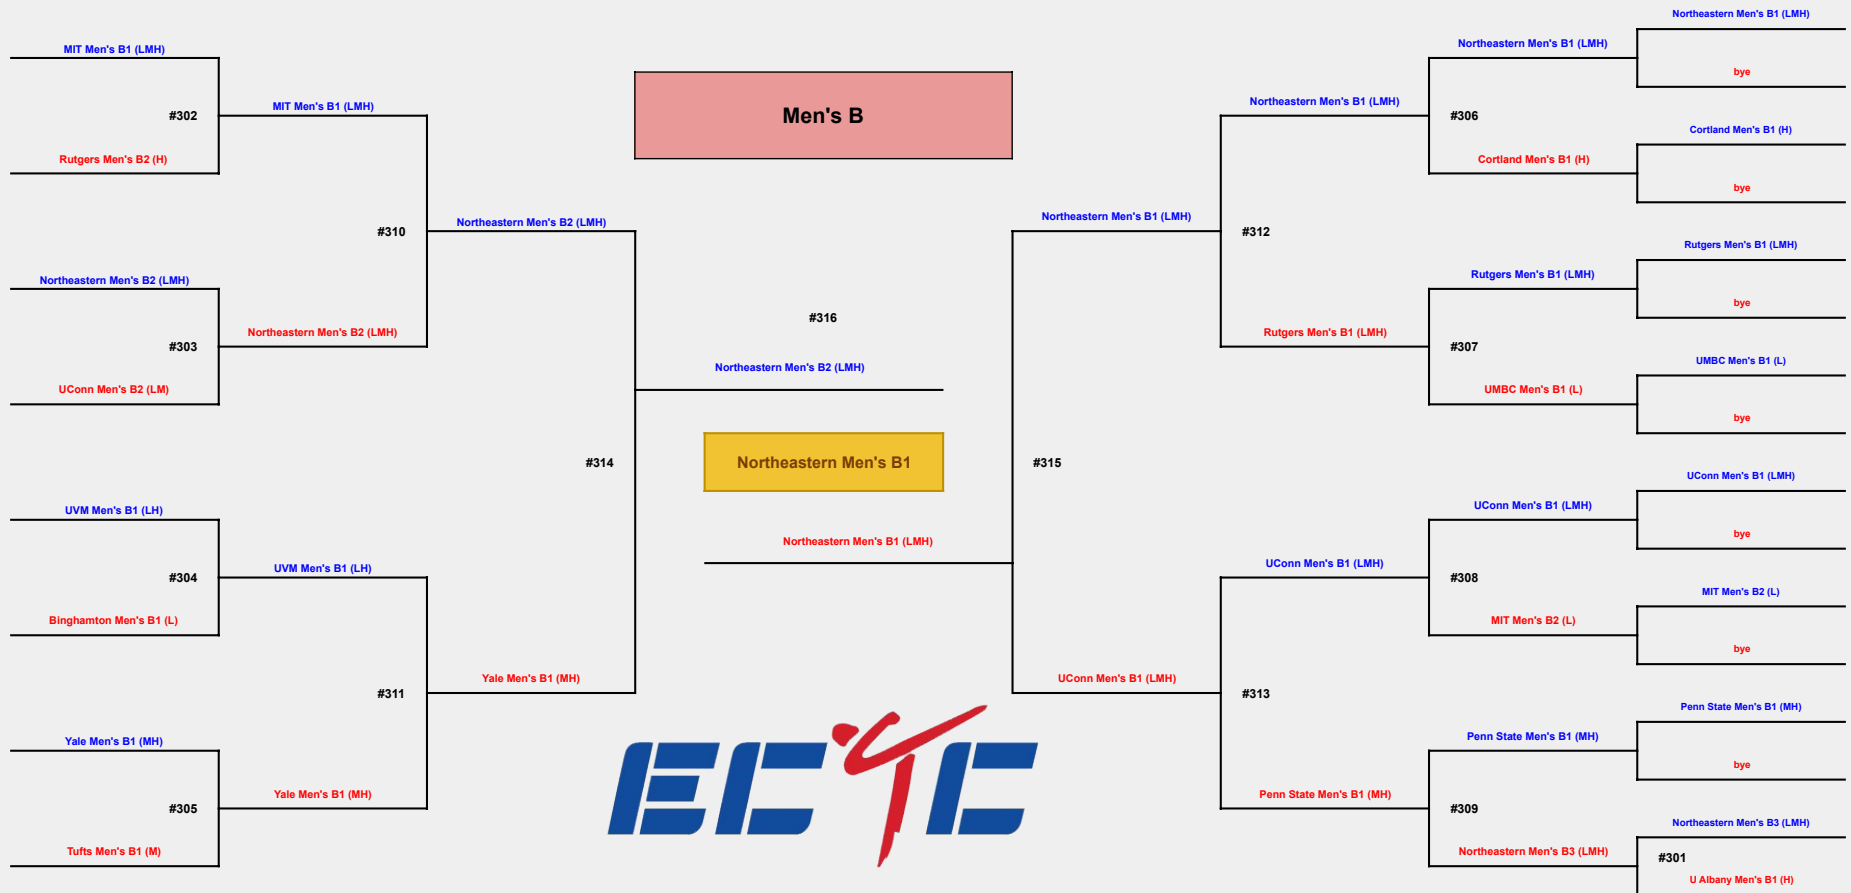 Men's B
MIT Men's B1 (LMH)
#302
Rutgers Men's B2 (H)
Northeastern Men's B2 (LMH)
#303
UConn Men's B2 (LM)
UVM Men's B1 (LH)
#304
Binghamton Men's B1 (L)
Yale Men's B1 (MH)
#305
Tufts Men's B1 (M)
MIT Men's B1 (LMH)
#310
Northeastern Men's B2 (LMH)
UVM Men's B1 (LH)
#311
Yale Men's B1 (MH)
Northeastern Men's B2 (LMH)
#314
Yale Men's B1 (MH)
#316
Northeastern Men's B2 (LMH)
Northeastern Men's B1
Northeastern Men's B1 (LMH)
ECTC
Northeastern Men's B1 (LMH)
#315
UConn Men's B1 (LMH)
Northeastern Men's B1 (LMH)
#312
Rutgers Men's B1 (LMH)
UConn Men's B1 (LMH)
#313
Penn State Men's B1 (MH)
Northeastern Men's B1 (LMH)
#306
Cortland Men's B1 (H)
Rutgers Men's B1 (LMH)
#307
UMBC Men's B1 (L)
UConn Men's B1 (LMH)
#308
MIT Men's B2 (L)
Penn State Men's B1 (MH)
#309
Northeastern Men's B3 (LMH)
Northeastern Men's B1 (LMH)
bye
Cortland Men's B1 (H)
bye
Rutgers Men's B1 (LMH)
bye
UMBC Men's B1 (L)
bye
UConn Men's B1 (LMH)
bye
MIT Men's B2 (L)
bye
Penn State Men's B1 (MH)
bye
Northeastern Men's B3 (LMH)
#301
U Albany Men's B1 (H)